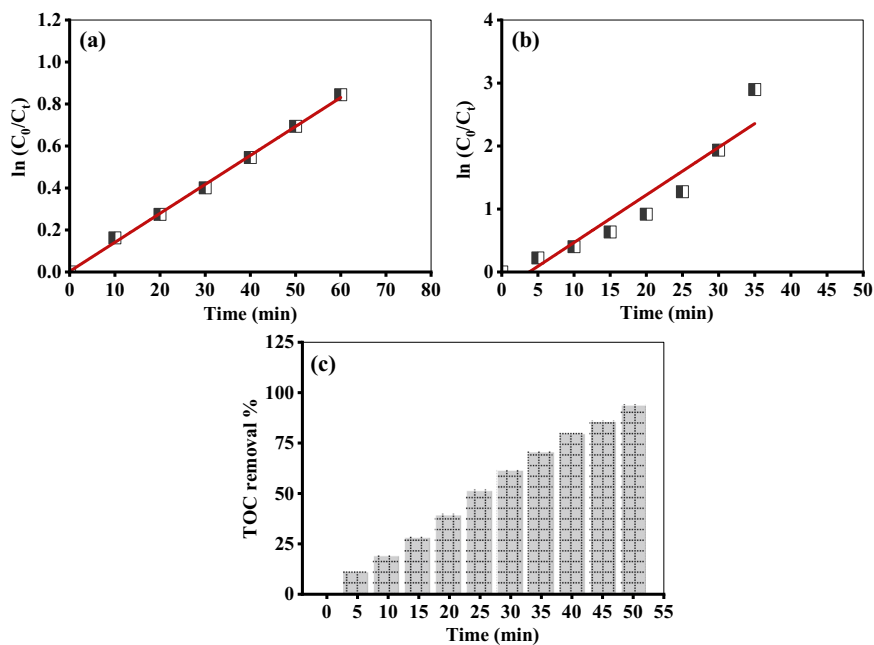 (a)
1.2
1.0
0.8
0.6
0.4
0.2
0.0
ln (C₀/Cₜ)
0 10 20 30 40 50 60 70 80
Time (min)
(b)
4
3
2
1
0
ln (C₀/Cₜ)
0 5 10 15 20 25 30 35 40 45 50
Time (min)
(c)
125
100
75
50
25
0
TOC removal %
0 5 10 15 20 25 30 35 40 45 50 55
Time (min)